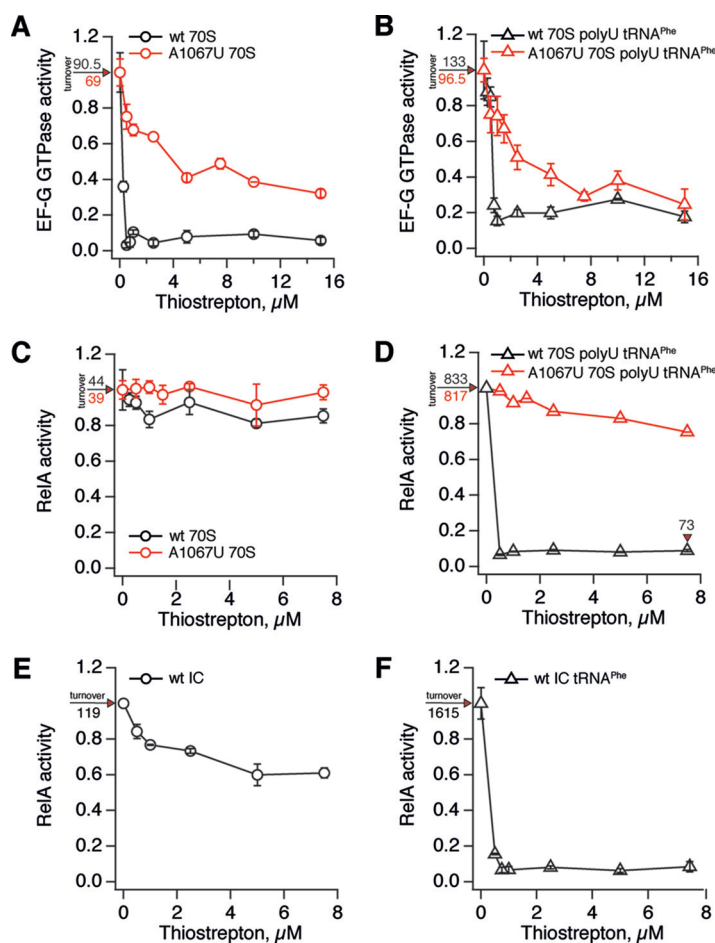 A
1.2
1.0
0.8
0.6
0.4
0.2
0.0
EF-G GTPase activity
turnover
90.5
69
wt 70S
A1067U 70S
0
4
8
12
16
Thiostrepton, µM
B
1.2
1.0
0.8
0.6
0.4
0.2
0.0
EF-G GTPase activity
turnover
133
96.5
wt 70S polyU tRNAPhe
A1067U 70S polyU tRNAPhe
0
4
8
12
16
Thiostrepton, µM
C
1.2
0.8
0.6
0.4
0.2
0.0
RelA activity
turnover
44
39
wt 70S
A1067U 70S
0
2
4
6
8
Thiostrepton, µM
D
1.2
1.0
0.8
0.6
0.4
0.2
0.0
RelA activity
turnover
833
817
wt 70S polyU tRNAPhe
A1067U 70S polyU tRNAPhe
73
0
2
4
6
8
Thiostrepton, µM
E
1.2
1.0
0.8
0.6
0.4
0.2
0.0
RelA activity
turnover
119
wt IC
0
2
4
6
8
Thiostrepton, µM
F
1.2
1.0
0.8
0.6
0.4
0.2
0.0
RelA activity
turnover
1615
wt IC tRNAPhe
0
2
4
6
8
Thiostrepton, µM